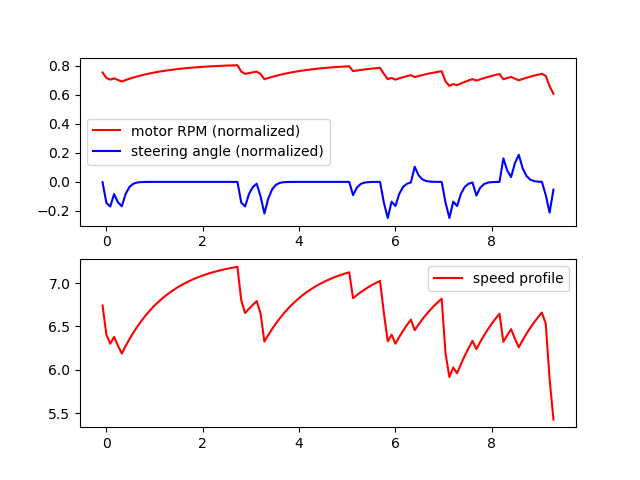 0.8
0.6
0.4
0.2
0.0
−0.2
motor RPM (normalized)
steering angle (normalized)
0 2 4 6 8
7.0
6.5
6.0
5.5
speed profile
0 2 4 6 8